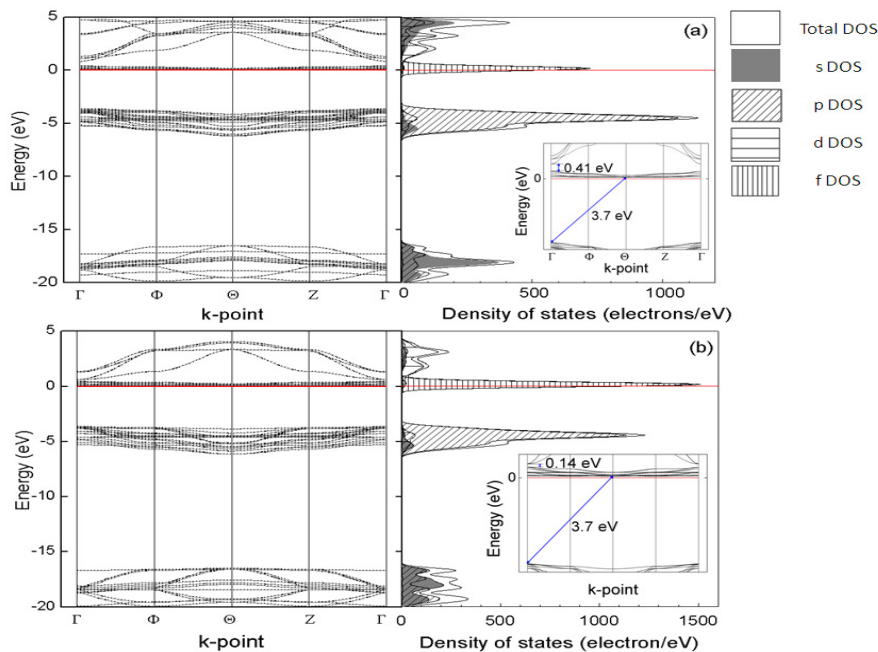 5
0
-5
-10
-15
-20
Energy (eV)
Γ Φ Θ Z Γ
k-point
(a)
0.41 eV
0
3.7 eV
Energy (eV)
Γ Φ Θ Z Γ
k-point
0 500 1000
Density of states (electrons/eV)
Total DOS
s DOS
p DOS
d DOS
f DOS
5
0
-5
-10
-15
-20
Energy (eV)
Γ Φ Θ Z Γ
k-point
(b)
0.14 eV
0
3.7 eV
Energy (eV)
k-point
0 500 1000 1500
Density of states (electron/eV)